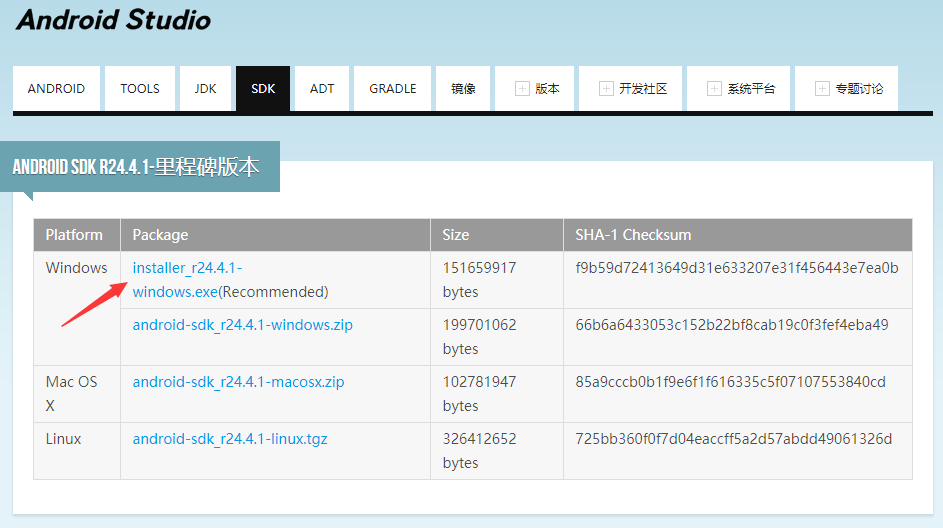 Android Studio
ANDROID TOOLS JDK SDK ADT GRADLE 镜像 版本 开发社区 系统平台 专题讨论
ANDROID SDK R24.4.1-里程碑版本
Platform Package Size SHA-1 Checksum
Windows installer_r24.4.1- 151659917 f9b59d72413649d31e633207e31f456443e7ea0b
windows.exe(Recommended) bytes
android-sdk_r24.4.1-windows.zip 199701062 66b6a6433053c152b22bf8cab19c0f3fef4eba49
bytes
Mac OS android-sdk_r24.4.1-macosx.zip 102781947 85a9cccb0b1f9e6f1f616335c5f07107553840cd
X bytes
Linux android-sdk_r24.4.1-linux.tgz 326412652 725bb360f0f7d04eaccff5a2d57abdd49061326d
bytes